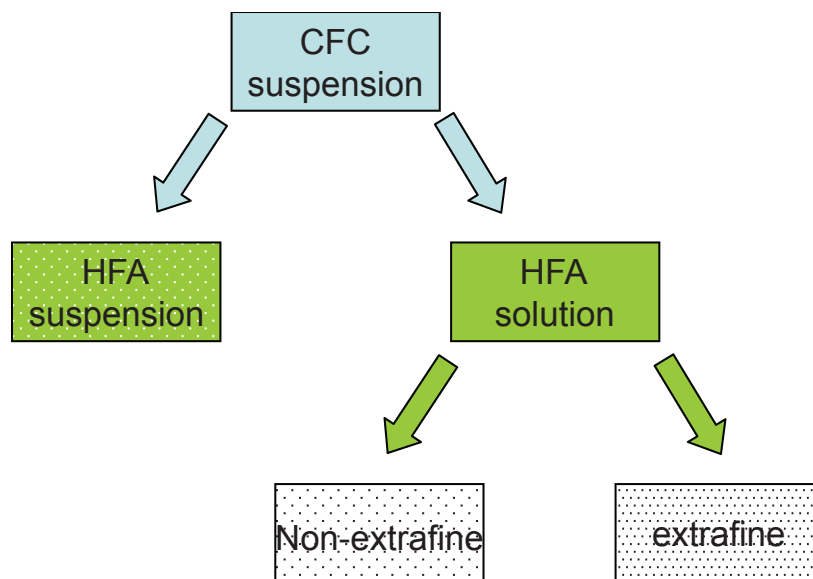 CFC
suspension
HFA
suspension
HFA
solution
Non-extrafine
extrafine